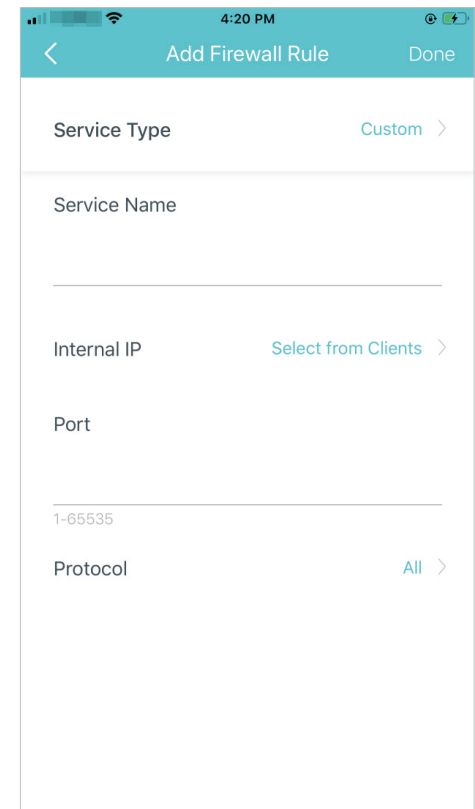 4:20 PM
Add Firewall Rule Done
Service Type Custom
Service Name
Internal IP Select from Clients
Port
1-65535
Protocol All